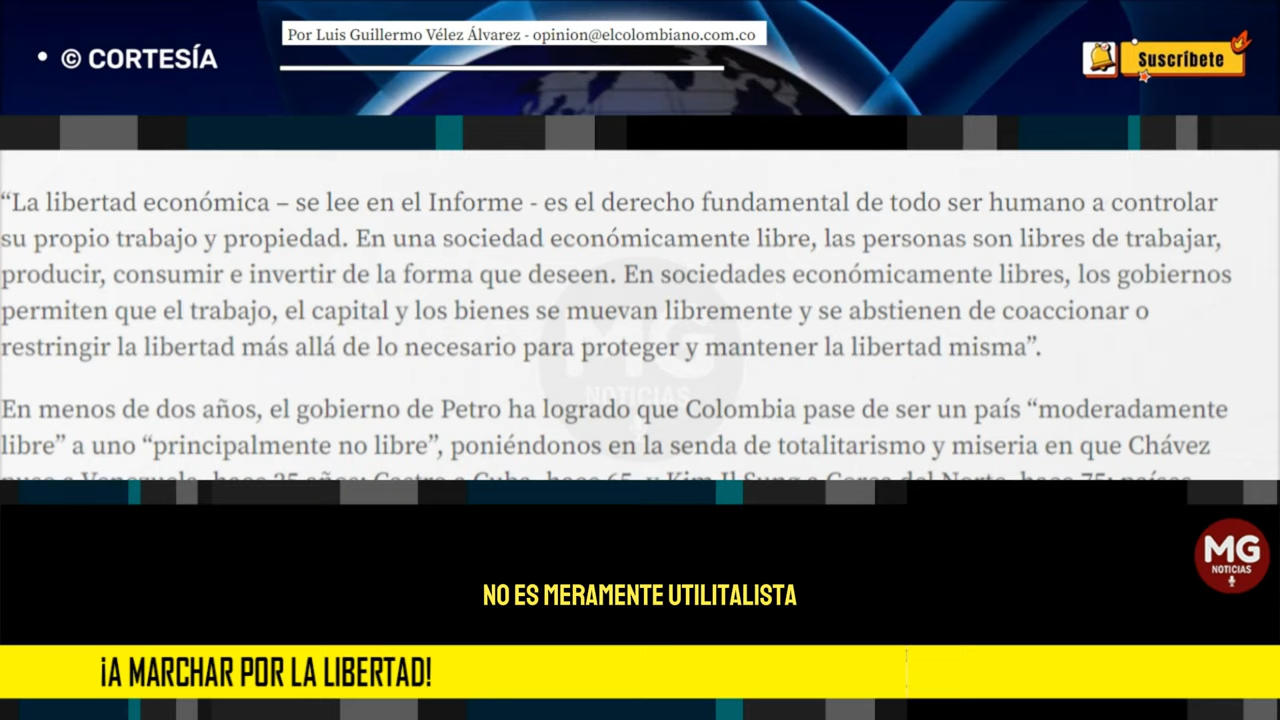 Por Luis Guillermo Vélez Álvarez - opinion@elcolombiano.com.co
• © CORTESÍA
Suscríbete
“La libertad económica – se lee en el Informe - es el derecho fundamental de todo ser humano a controlar
su propio trabajo y propiedad. En una sociedad económicamente libre, las personas son libres de trabajar,
producir, consumir e invertir de la forma que deseen. En sociedades económicamente libres, los gobiernos
permiten que el trabajo, el capital y los bienes se muevan libremente y se abstienen de coaccionar o
restringir la libertad más allá de lo necesario para proteger y mantener la libertad misma”.
MG
NOTICIAS
En menos de dos años, el gobierno de Petro ha logrado que Colombia pase de ser un país “moderadamente
libre” a uno “principalmente no libre”, poniéndonos en la senda de totalitarismo y miseria en que Chávez
MG
NOTICIAS
NO ES MERAMENTE UTILITALISTA
¡A MARCHAR POR LA LIBERTAD!